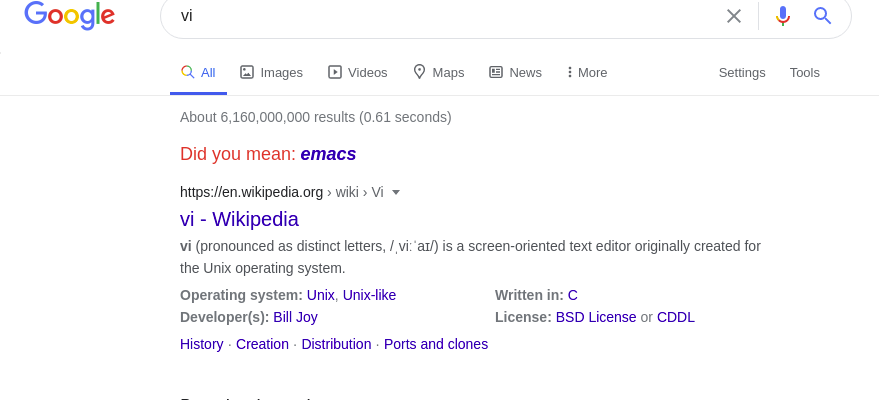 Google
vi
All Images Videos Maps News More Settings Tools
About 6,160,000,000 results (0.61 seconds)
Did you mean: emacs
https://en.wikipedia.org › wiki › Vi
vi - Wikipedia
vi (pronounced as distinct letters, /ˌviːˈaɪ/) is a screen-oriented text editor originally created for
the Unix operating system.
Operating system: Unix, Unix-like Written in: C
Developer(s): Bill Joy License: BSD License or CDDL
History · Creation · Distribution · Ports and clones